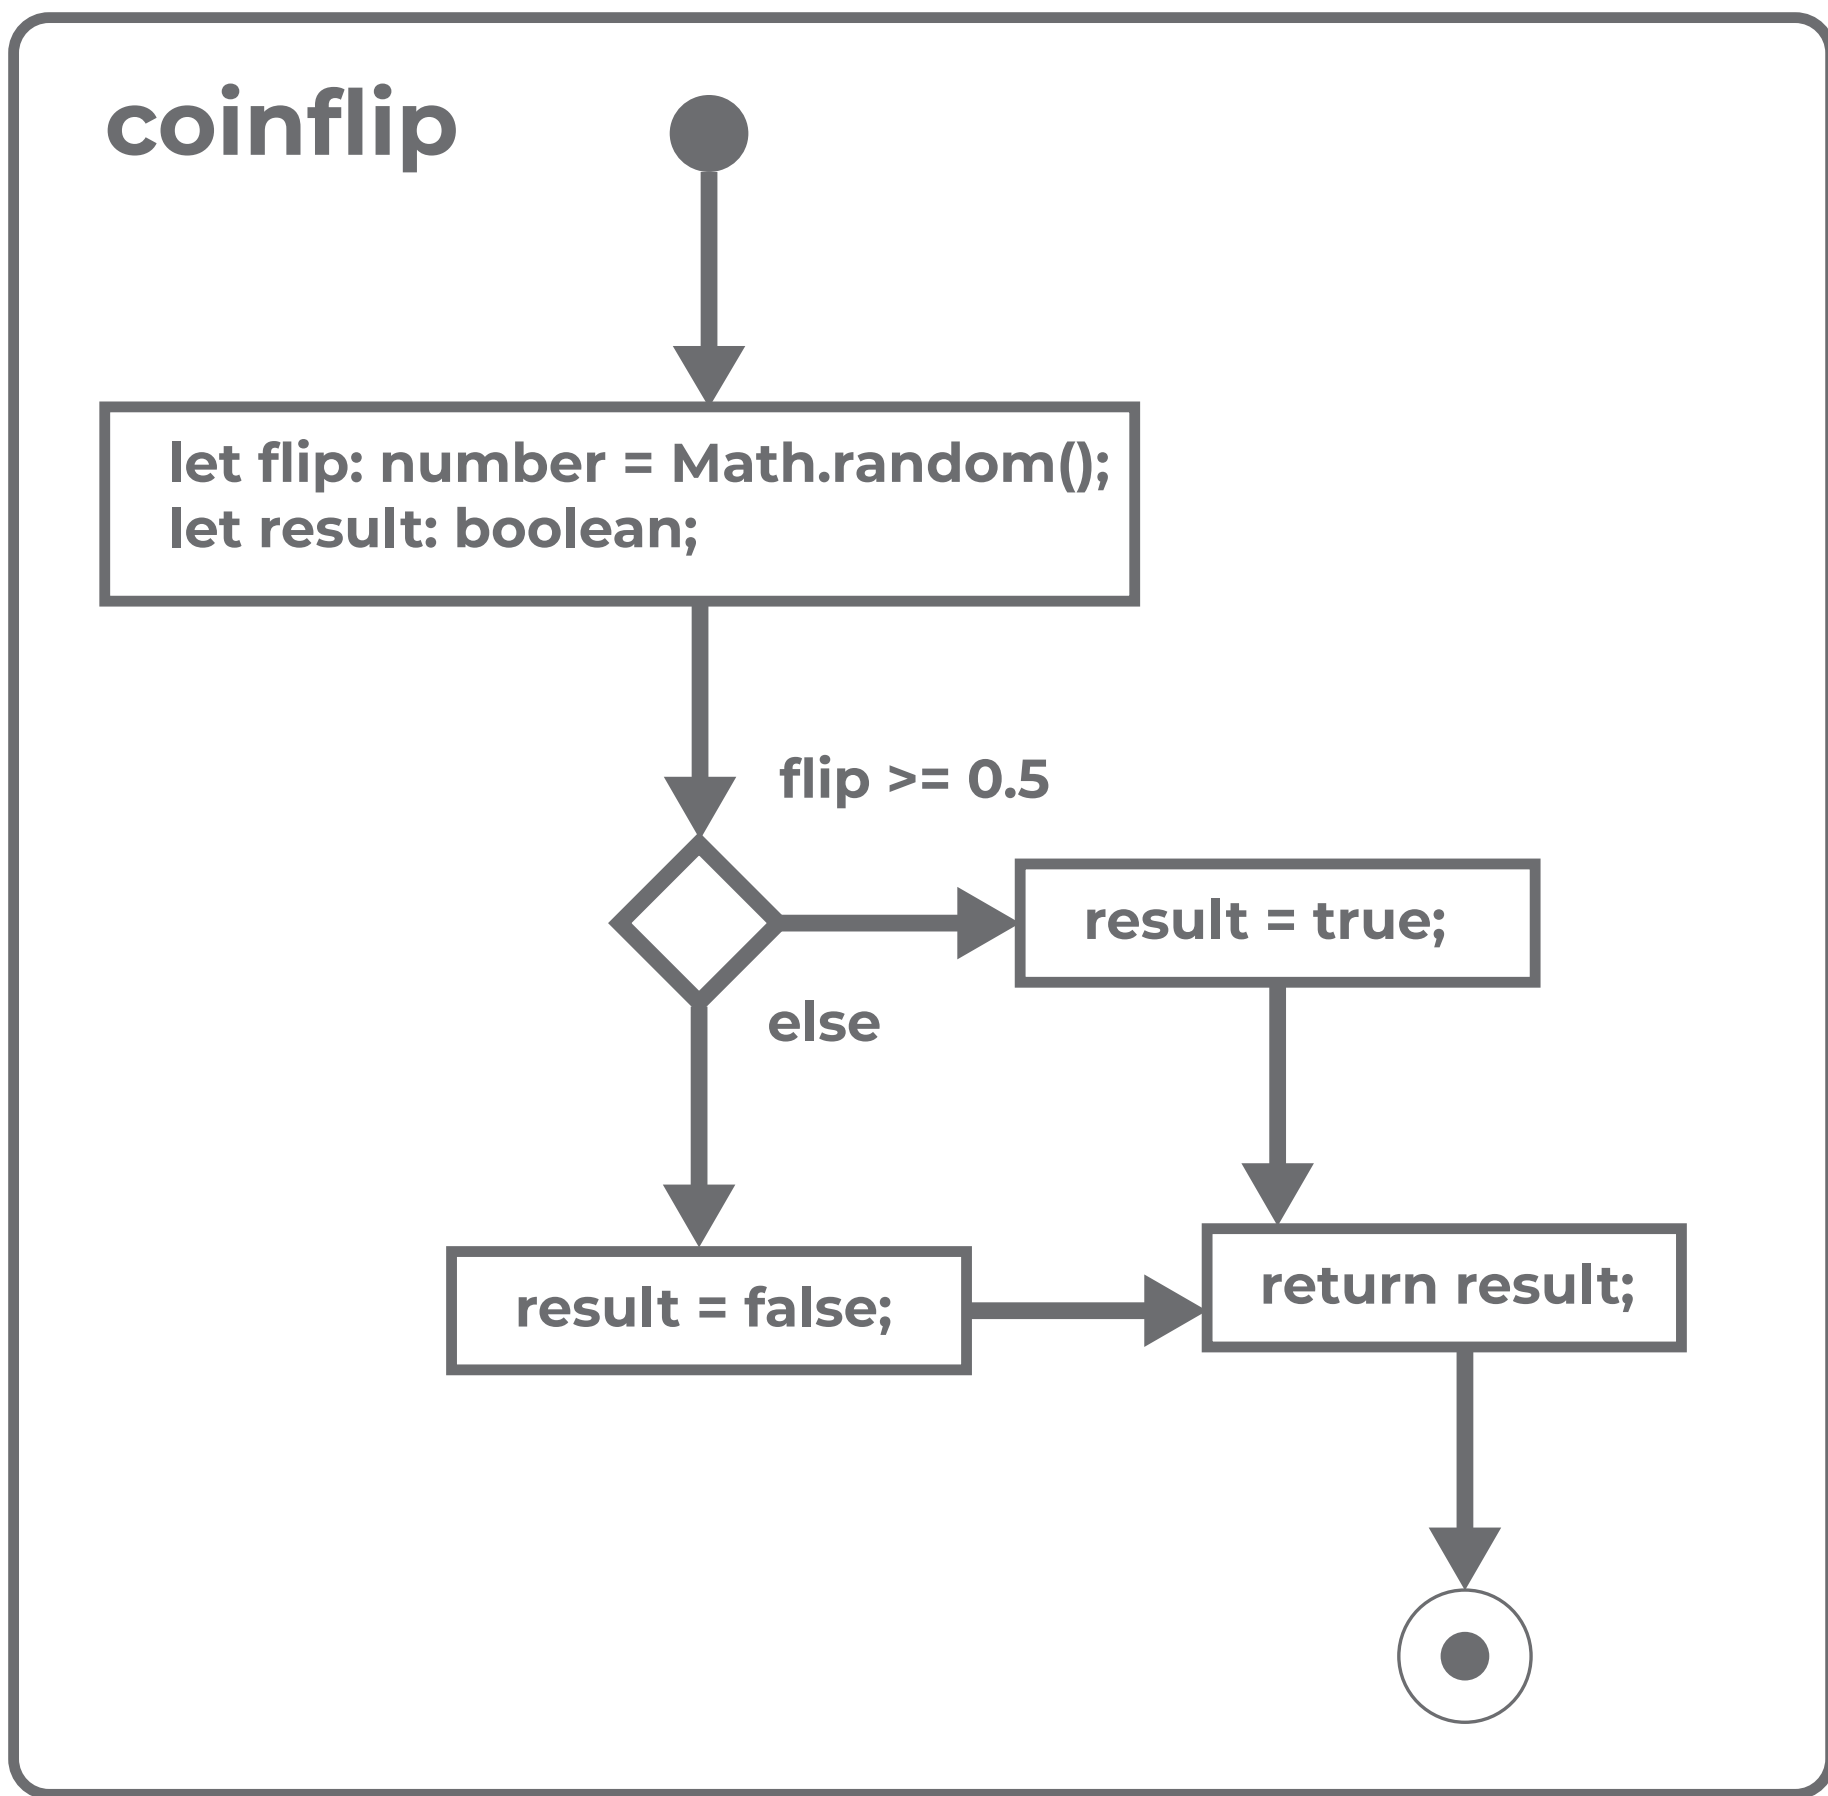 coinflip
let flip: number = Math.random();
let result: boolean;
flip >= 0.5
result = true;
else
result = false;
return result;